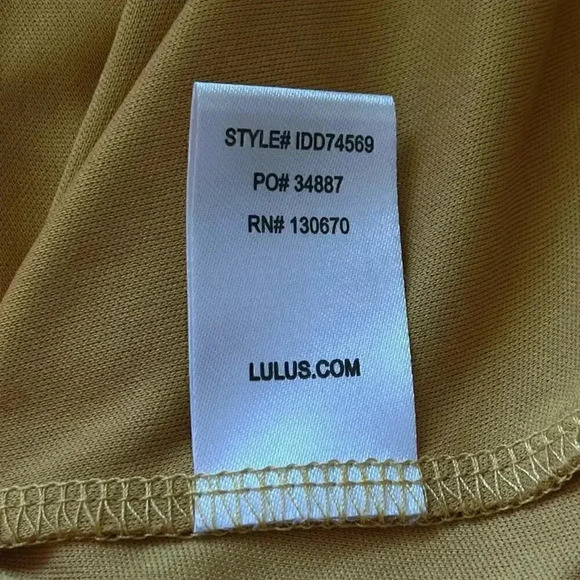 STYLE# IDD74569
PO# 34887
RN# 130670
LULUS.COM